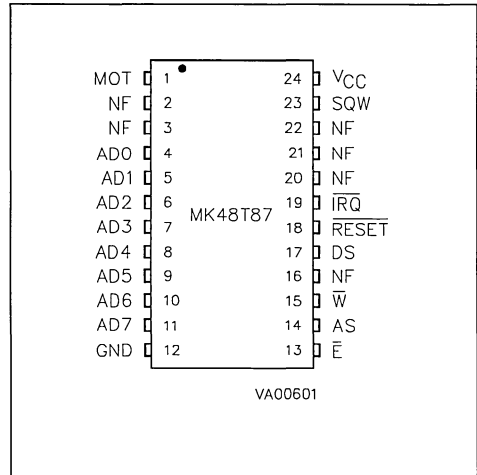 MOT 1 24 VCC
NF 2 23 SQW
NF 3 22 NF
AD0 4 21 NF
AD1 5 20 NF
AD2 6 19 I̅R̅Q̅
AD3 7 MK48T87 18 R̅E̅S̅E̅T̅
AD4 8 17 DS
AD5 9 16 NF
AD6 10 15 W̅
AD7 11 14 AS
GND 12 13 E̅
VA00601